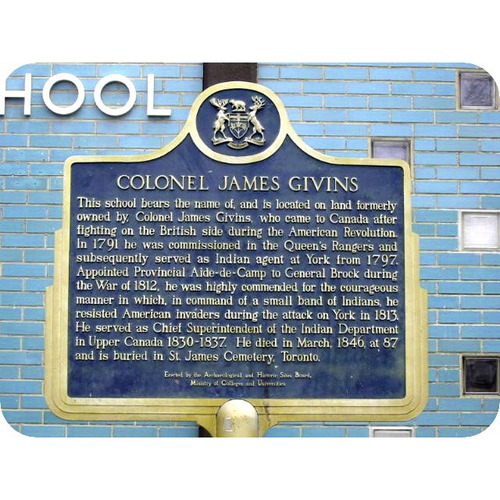 HOOL
COLONEL JAMES GIVINS
This school bears the name of, and is located on land formerly
owned by, Colonel James Givins, who came to Canada after
fighting on the British side during the American Revolution.
In 1791 he was commissioned in the Queen's Rangers and
subsequently served as Indian agent at York from 1797.
Appointed Provincial Aide-de-Camp to General Brock during
the War of 1812, he was highly commended for the courageous
manner in which, in command of a small band of Indians, he
resisted American invaders during the attack on York in 1813.
He served as Chief Superintendent of the Indian Department
in Upper Canada 1830-1837. He died in March, 1846, at 87
and is buried in St. James Cemetery, Toronto.
Erected by the Archaeological and Historic Sites Board,
Ministry of Colleges and Universities